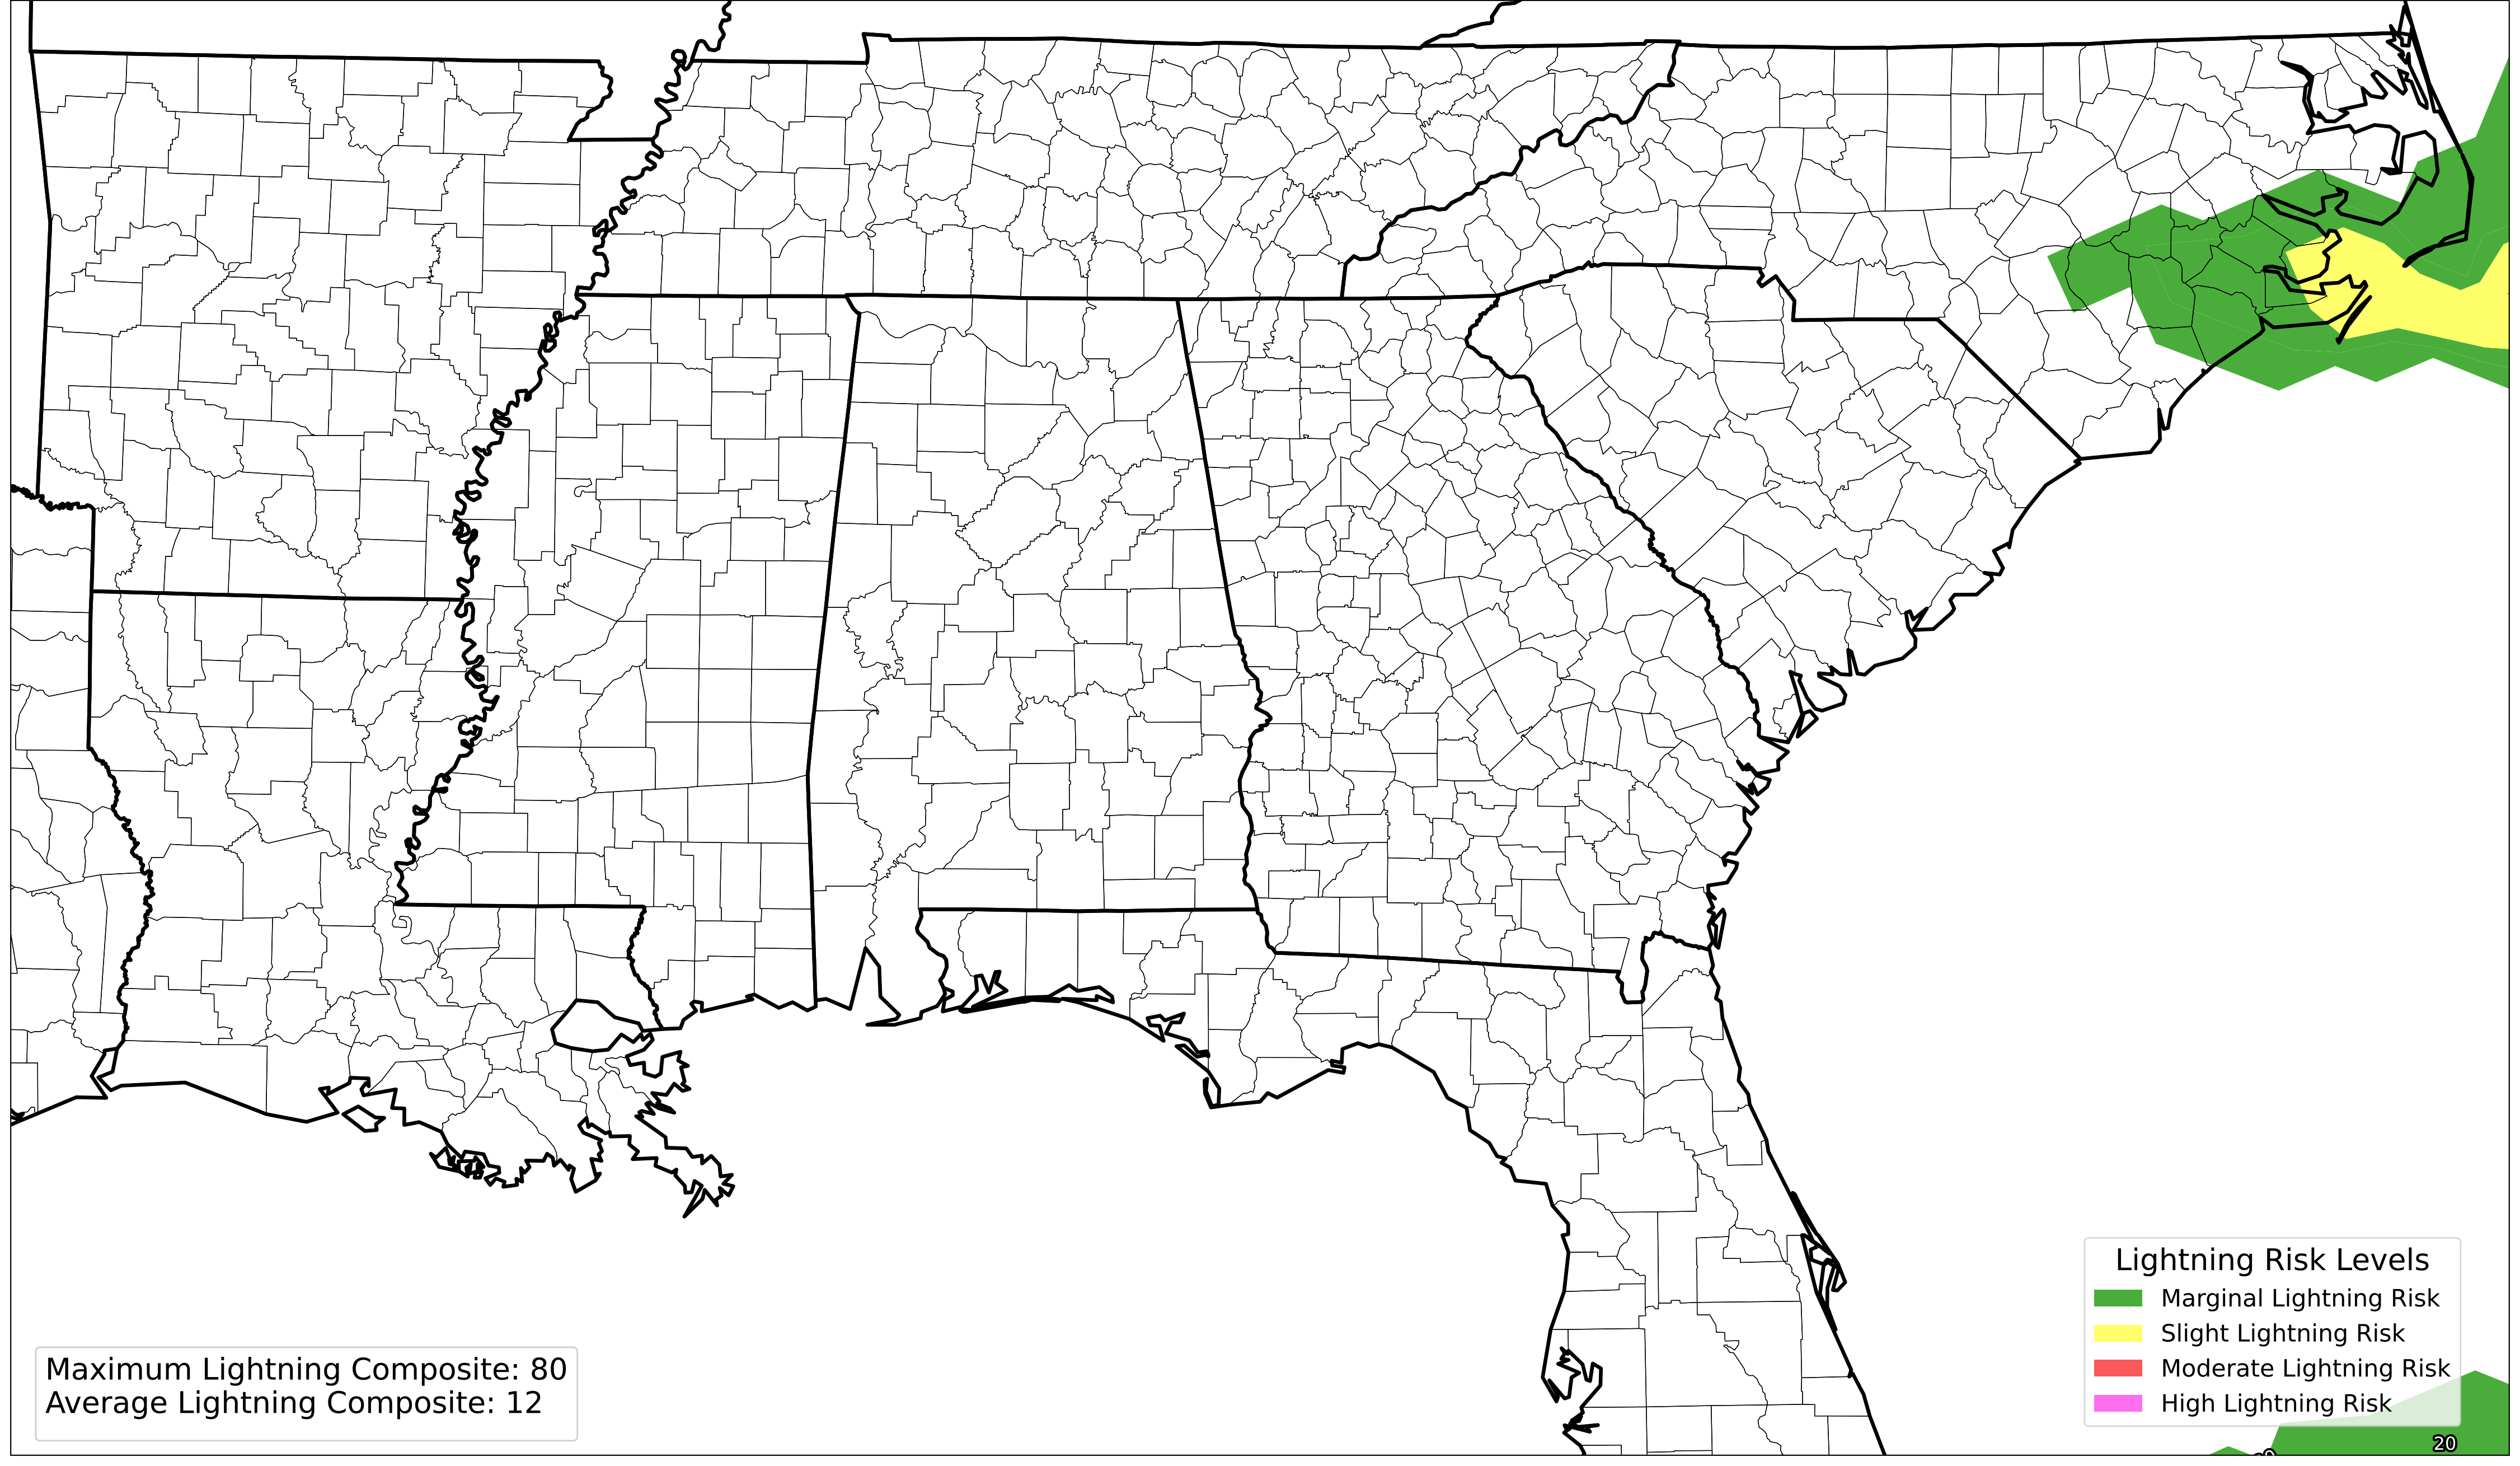 Lightning Risk Levels
Marginal Lightning Risk
Slight Lightning Risk
Moderate Lightning Risk
High Lightning Risk
Maximum Lightning Composite: 80
Average Lightning Composite: 12
20